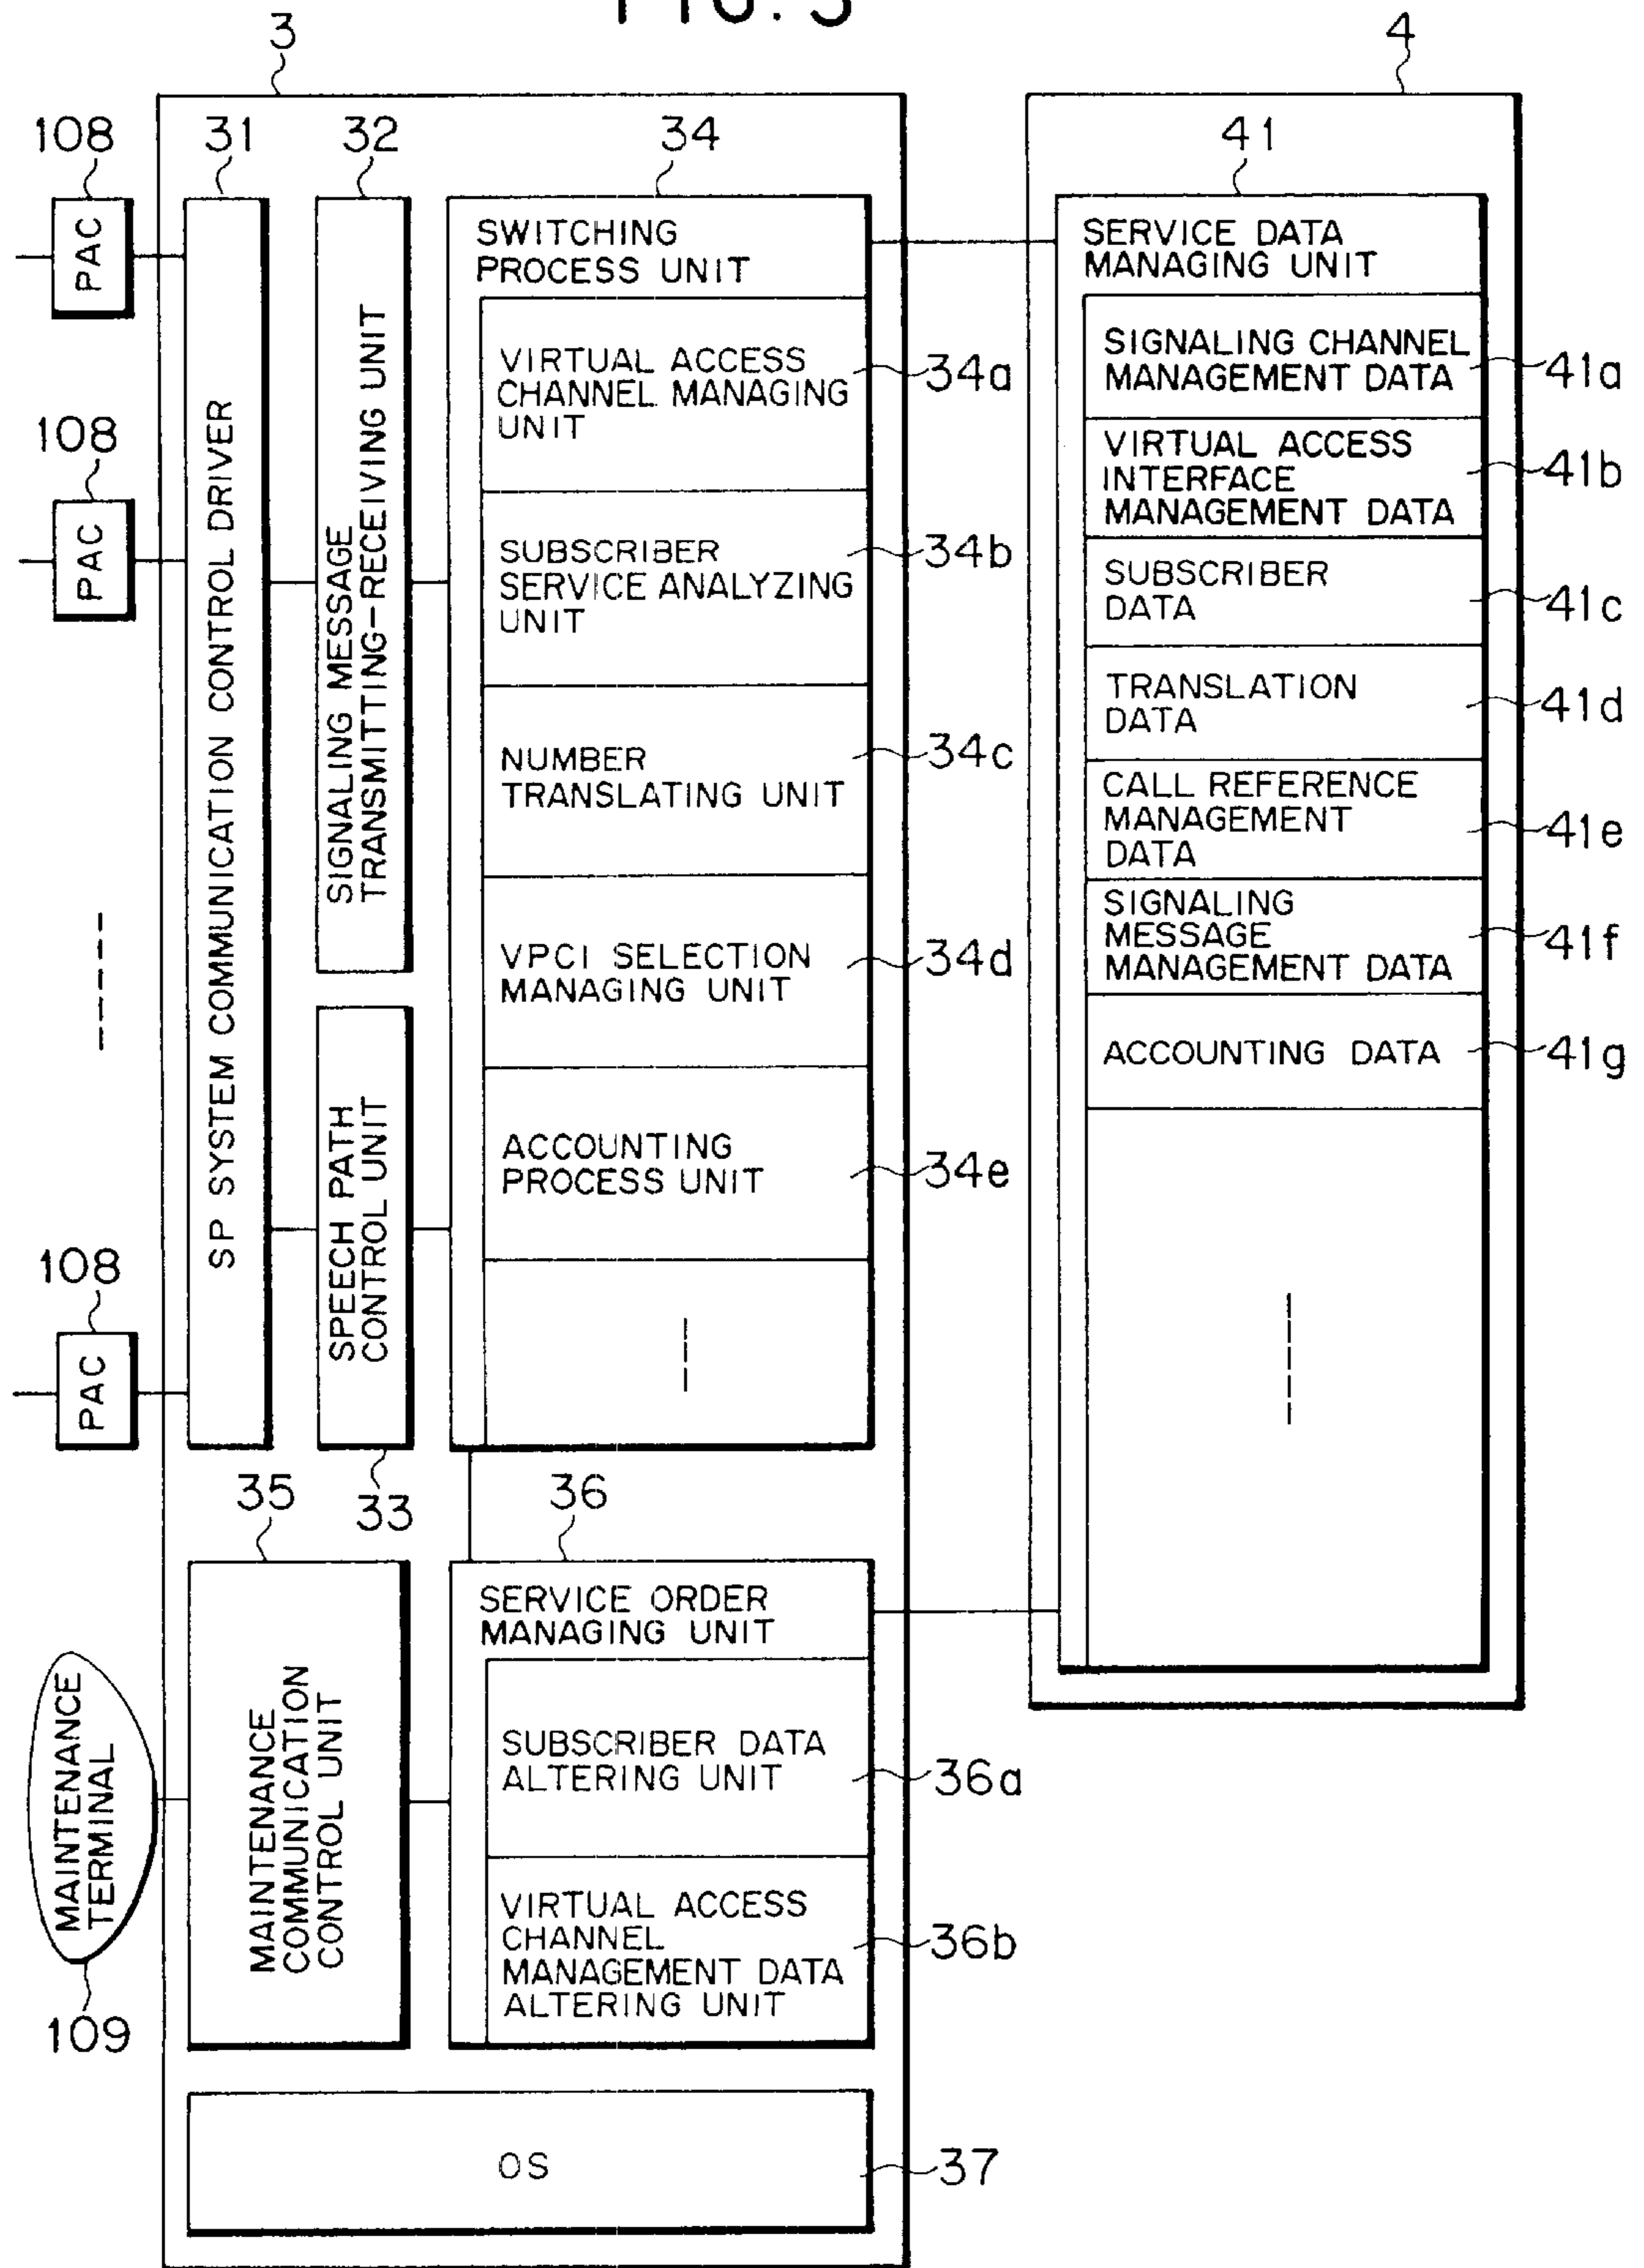 FIG. 5
3
4
108
31
32
34
41
PAC
SP SYSTEM COMMUNICATION CONTROL DRIVER
SIGNALING MESSAGE
TRANSMITTING-RECEIVING UNIT
SWITCHING
PROCESS UNIT
VIRTUAL ACCESS
CHANNEL MANAGING
UNIT
34a
SUBSCRIBER
SERVICE ANALYZING
UNIT
34b
NUMBER
TRANSLATING UNIT
34c
VPCI SELECTION
MANAGING UNIT
34d
ACCOUNTING
PROCESS UNIT
34e
SERVICE DATA
MANAGING UNIT
SIGNALING CHANNEL
MANAGEMENT DATA
41a
VIRTUAL ACCESS
INTERFACE
MANAGEMENT DATA
41b
SUBSCRIBER
DATA
41c
TRANSLATION
DATA
41d
CALL REFERENCE
MANAGEMENT
DATA
41e
SIGNALING
MESSAGE
MANAGEMENT DATA
41f
ACCOUNTING DATA
41g
108
PAC
108
PAC
SPEECH PATH
CONTROL UNIT
33
35
36
MAINTENANCE
TERMINAL
109
MAINTENANCE
COMMUNICATION
CONTROL UNIT
SERVICE ORDER
MANAGING UNIT
SUBSCRIBER DATA
ALTERING UNIT
36a
VIRTUAL ACCESS
CHANNEL
MANAGEMENT DATA
ALTERING UNIT
36b
OS
37